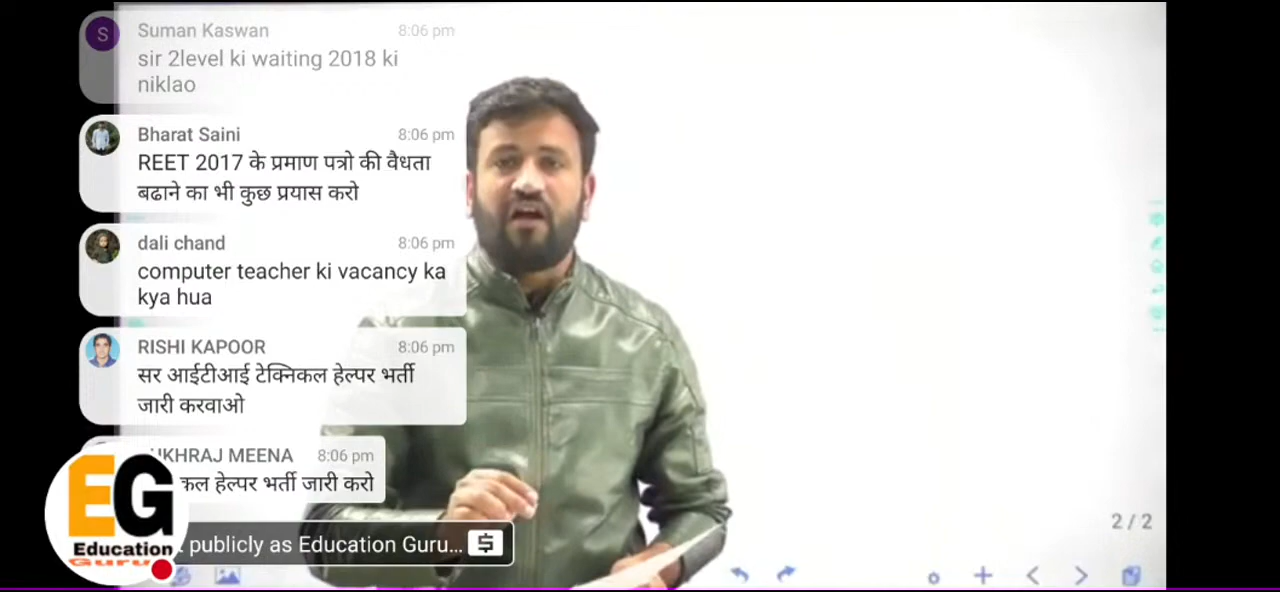 S
Suman Kaswan 8:06 pm
sir 2level ki waiting 2018 ki
niklao
Bharat Saini 8:06 pm
REET 2017 के प्रमाण पत्रो की वैधता
बढाने का भी कुछ प्रयास करो
dali chand 8:06 pm
computer teacher ki vacancy ka
kya hua
RISHI KAPOOR 8:06 pm
सर आईटीआई टेक्निकल हेल्पर भर्ती
जारी करवाओ
UKHRAJ MEENA 8:06 pm
कल हेल्पर भर्ती जारी करो
EG
Education
Guru
publicly as Education Guru... $
2/2